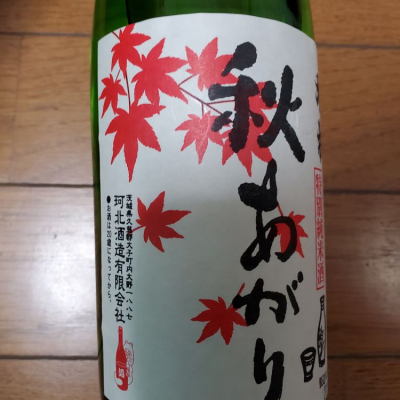 特別純米酒
秋あがり
茨城県久慈郡大子町内大野一八八七
珂北酒造有限会社
●お酒は20歳になってから。